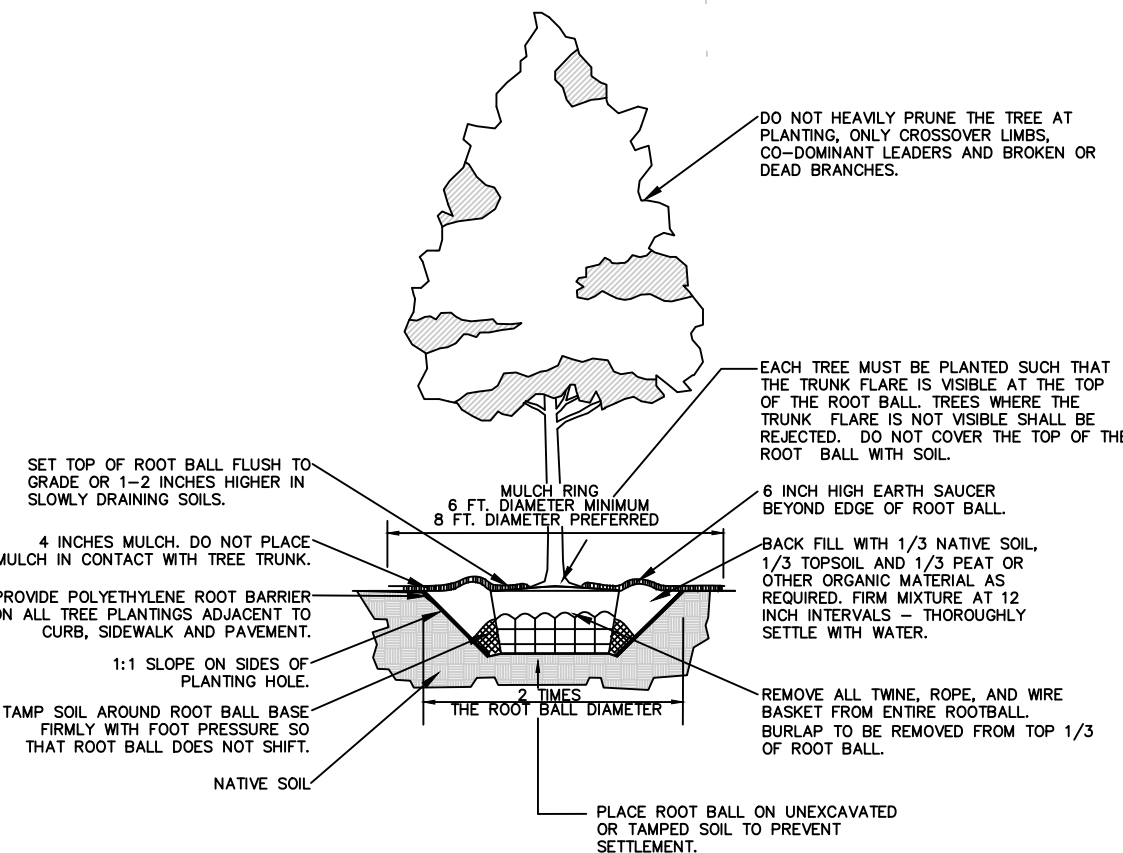 DO NOT HEAVILY PRUNE THE TREE AT
PLANTING, ONLY CROSSOVER LIMBS,
CO-DOMINANT LEADERS AND BROKEN OR
DEAD BRANCHES.
EACH TREE MUST BE PLANTED SUCH THAT
THE TRUNK FLARE IS VISIBLE AT THE TOP
OF THE ROOT BALL. TREES WHERE THE
TRUNK FLARE IS NOT VISIBLE SHALL BE
REJECTED. DO NOT COVER THE TOP OF THE
ROOT BALL WITH SOIL.
SET TOP OF ROOT BALL FLUSH TO
GRADE OR 1-2 INCHES HIGHER IN
SLOWLY DRAINING SOILS.
MULCH RING
6 FT. DIAMETER MINIMUM
8 FT. DIAMETER PREFERRED
6 INCH HIGH EARTH SAUCER
BEYOND EDGE OF ROOT BALL.
4 INCHES MULCH. DO NOT PLACE
MULCH IN CONTACT WITH TREE TRUNK.
BACK FILL WITH 1/3 NATIVE SOIL,
1/3 TOPSOIL AND 1/3 PEAT OR
OTHER ORGANIC MATERIAL AS
REQUIRED. FIRM MIXTURE AT 12
INCH INTERVALS - THOROUGHLY
SETTLE WITH WATER.
PROVIDE POLYETHYLENE ROOT BARRIER
ON ALL TREE PLANTINGS ADJACENT TO
CURB, SIDEWALK AND PAVEMENT.
1:1 SLOPE ON SIDES OF
PLANTING HOLE.
2 TIMES
THE ROOT BALL DIAMETER
TAMP SOIL AROUND ROOT BALL BASE
FIRMLY WITH FOOT PRESSURE SO
THAT ROOT BALL DOES NOT SHIFT.
REMOVE ALL TWINE, ROPE, AND WIRE
BASKET FROM ENTIRE ROOTBALL.
BURLAP TO BE REMOVED FROM TOP 1/3
OF ROOT BALL.
NATIVE SOIL
PLACE ROOT BALL ON UNEXCAVATED
OR TAMPED SOIL TO PREVENT
SETTLEMENT.